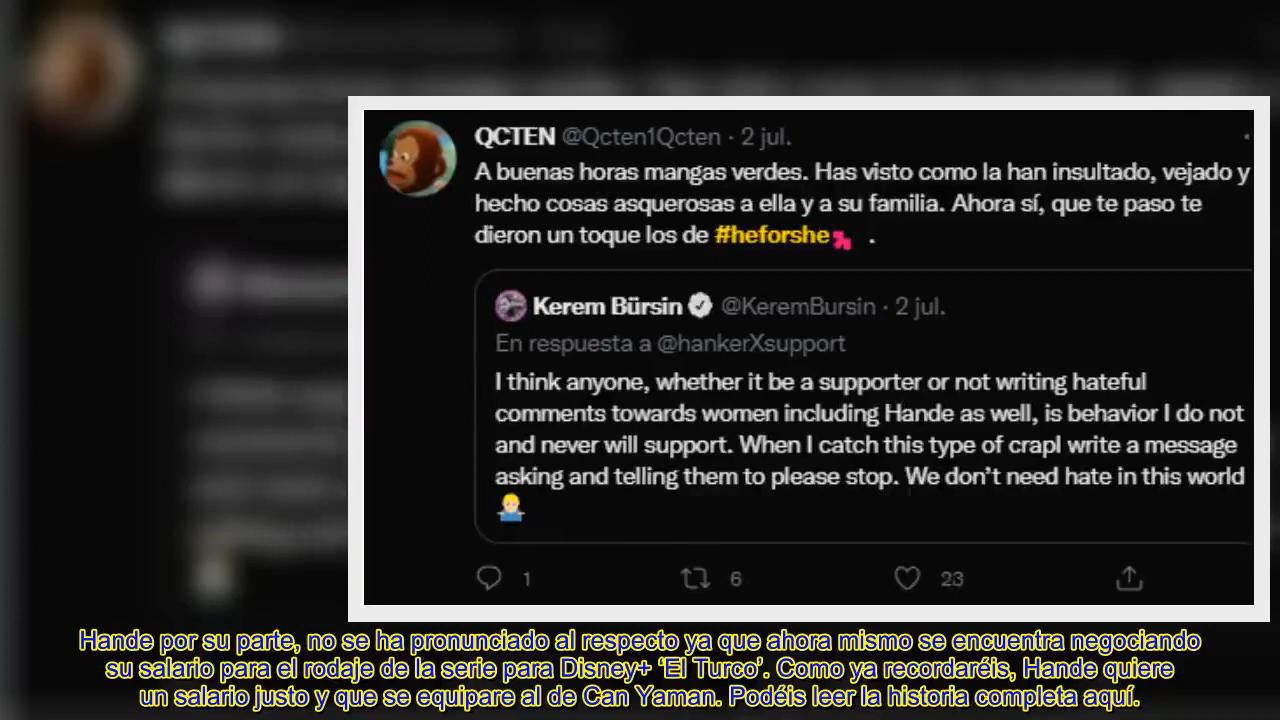 QCTEN @Qcten1Qcten · 2 jul.
A buenas horas mangas verdes. Has visto como la han insultado, vejado y
hecho cosas asquerosas a ella y a su familia. Ahora sí, que te paso te
dieron un toque los de #heforshe .
Kerem Bürsin @KeremBursin · 2 jul.
En respuesta a @hankerXsupport
I think anyone, whether it be a supporter or not writing hateful
comments towards women including Hande as well, is behavior I do not
and never will support. When I catch this type of crapI write a message
asking and telling them to please stop. We don't need hate in this world
1 6 23
Hande por su parte, no se ha pronunciado al respecto ya que ahora mismo se encuentra negociando
su salario para el rodaje de la serie para Disney+ ‘El Turco’. Como ya recordaréis, Hande quiere
un salario justo y que se equipare al de Can Yaman. Podéis leer la historia completa aquí.